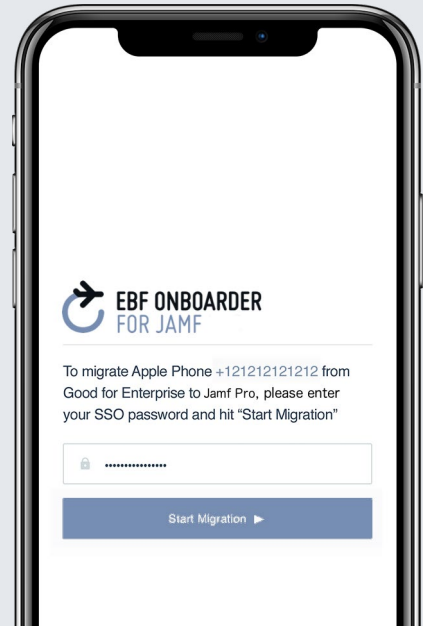 EBF ONBOARDER
FOR JAMF
To migrate Apple Phone +121212121212 from
Good for Enterprise to Jamf Pro, please enter
your SSO password and hit “Start Migration”
••••••••••••••••
Start Migration ►